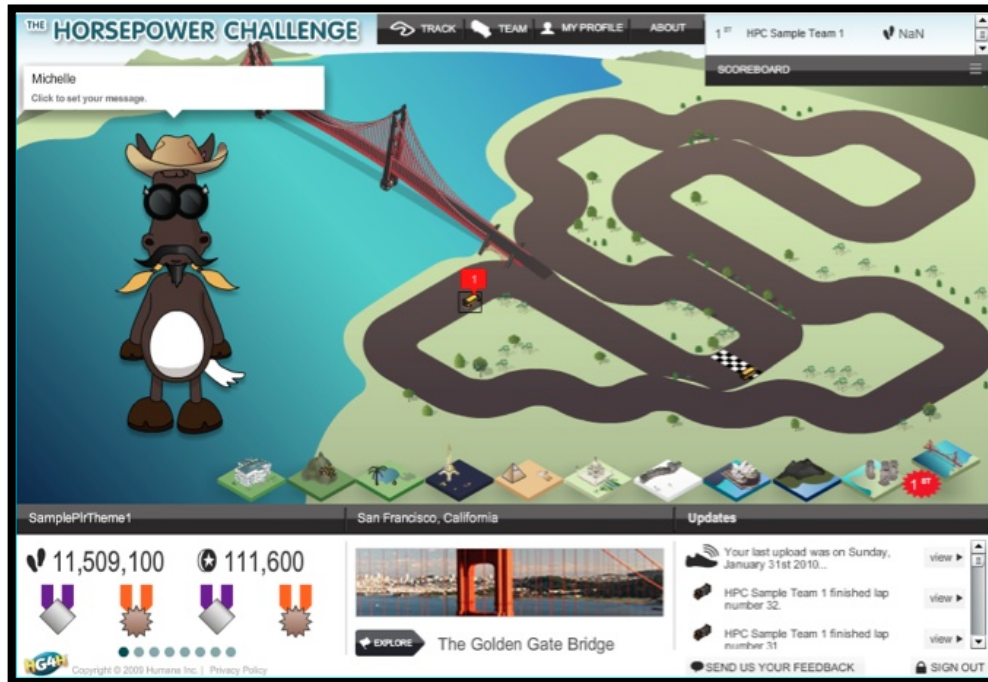 THE HORSEPOWER CHALLENGE
TRACK
TEAM
MY PROFILE
ABOUT
1 ST HPC Sample Team 1 NaN
SCOREBOARD
Michelle
Click to set your message.
1
1 ST
SamplePlrTheme1
San Francisco, California
Updates
11,509,100
111,600
Your last upload was on Sunday,
January 31st 2010...
view
HPC Sample Team 1 finished lap
number 32.
view
HPC Sample Team 1 finished lap
number 31
view
EXPLORE
The Golden Gate Bridge
HG4H
Copyright © 2009 Humana Inc. | Privacy Policy
SEND US YOUR FEEDBACK
SIGN OUT